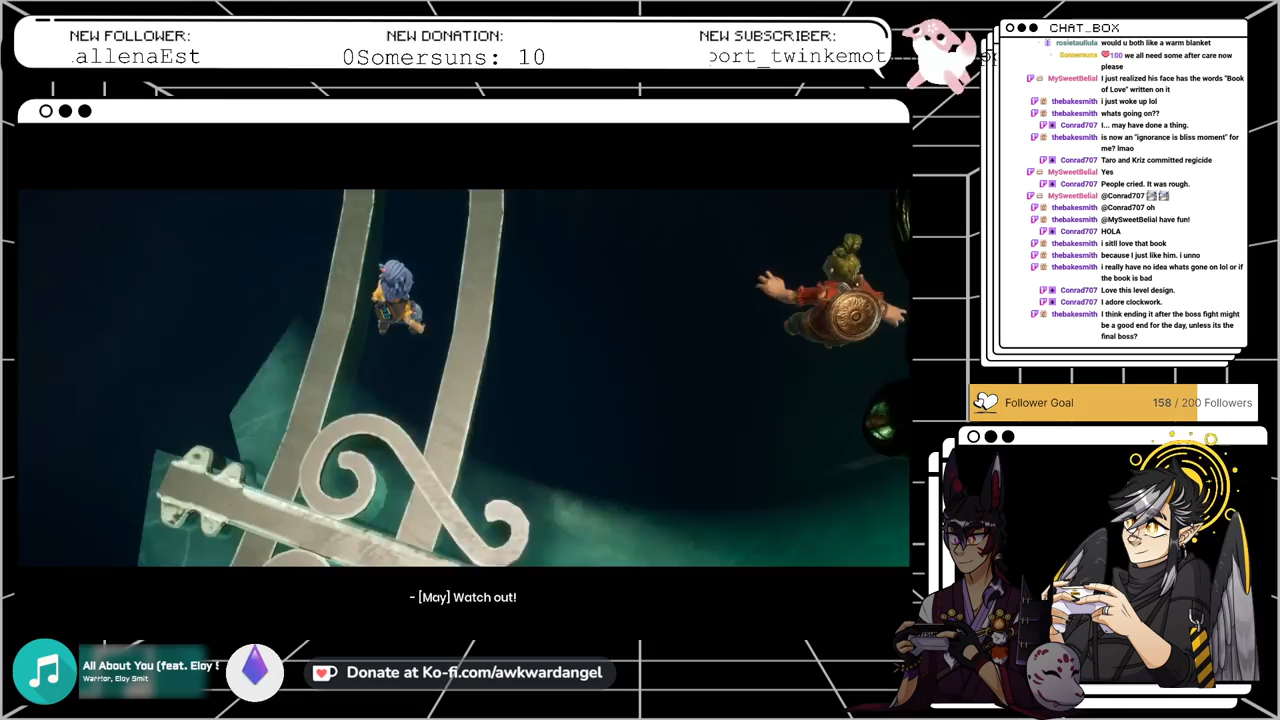 NEW FOLLOWER:
NEW DONATION:
NEW SUBSCRIBER:
allenaEst
Somersuns: 10
port_twinkemot
CHAT_BOX
rosietaullula would u both like a warm blanket
Somersuns 100 we all need some after care now
please
MySweetBelial I just realized his face has the words "Book
of Love" written on it
thebakesmith i just woke up lol
thebakesmith whats going on??
Conrad707 I... may have done a thing.
thebakesmith is now an "ignorance is bliss moment" for
me? lmao
Conrad707 Taro and Kriz committed regicide
MySweetBelial Yes
Conrad707 People cried. It was rough.
MySweetBelial @Conrad707
thebakesmith @Conrad707 oh
thebakesmith @MySweetBelial have fun!
Conrad707 HOLA
thebakesmith i sitll love that book
thebakesmith because I just like him. i unno
thebakesmith i really have no idea whats gone on lol or if
the book is bad
Conrad707 Love this level design.
Conrad707 I adore clockwork.
thebakesmith I think ending it after the boss fight might
be a good end for the day, unless its the
final boss?
Follower Goal
158 / 200 Followers
- [May] Watch out!
All About You (feat. Eloy S
Warrior, Eloy Smit
Donate at Ko-fi.com/awkwardangel